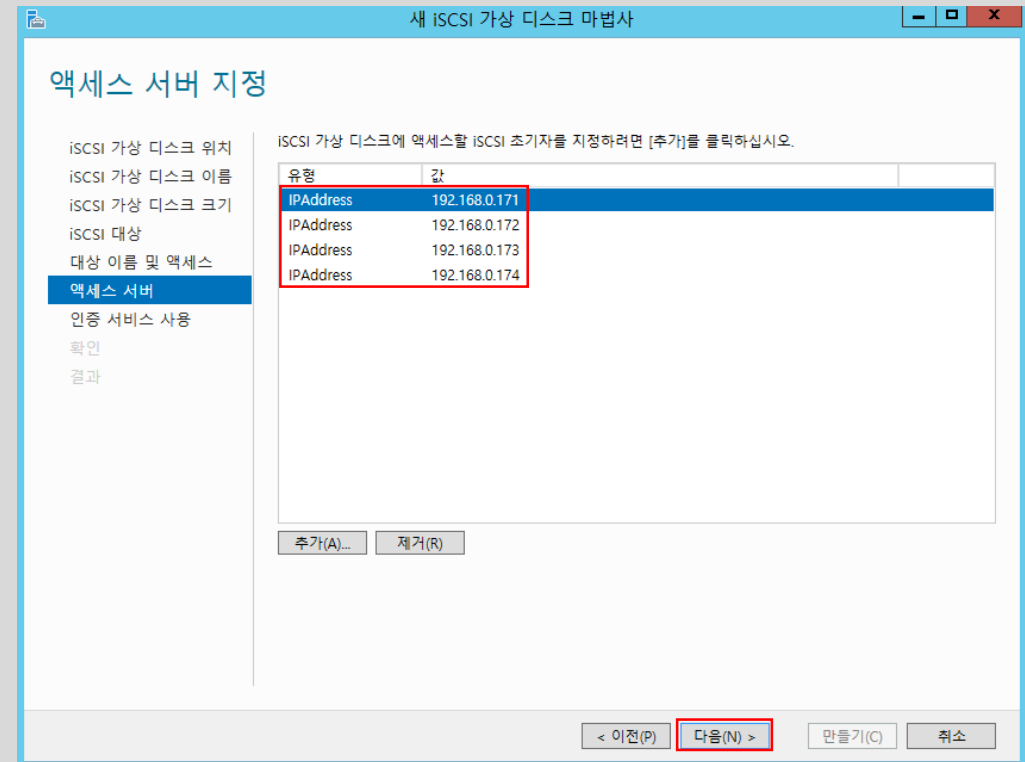 새 iSCSI 가상 디스크 마법사
액세스 서버 지정
iSCSI 가상 디스크 위치
iSCSI 가상 디스크 이름
iSCSI 가상 디스크 크기
iSCSI 대상
대상 이름 및 액세스
액세스 서버
인증 서비스 사용
확인
결과
iSCSI 가상 디스크에 액세스할 iSCSI 초기자를 지정하려면 [추가]를 클릭하십시오.
유형 값
IPAddress 192.168.0.171
IPAddress 192.168.0.172
IPAddress 192.168.0.173
IPAddress 192.168.0.174
추가(A)... 제거(R)
< 이전(P) 다음(N) > 만들기(C) 취소